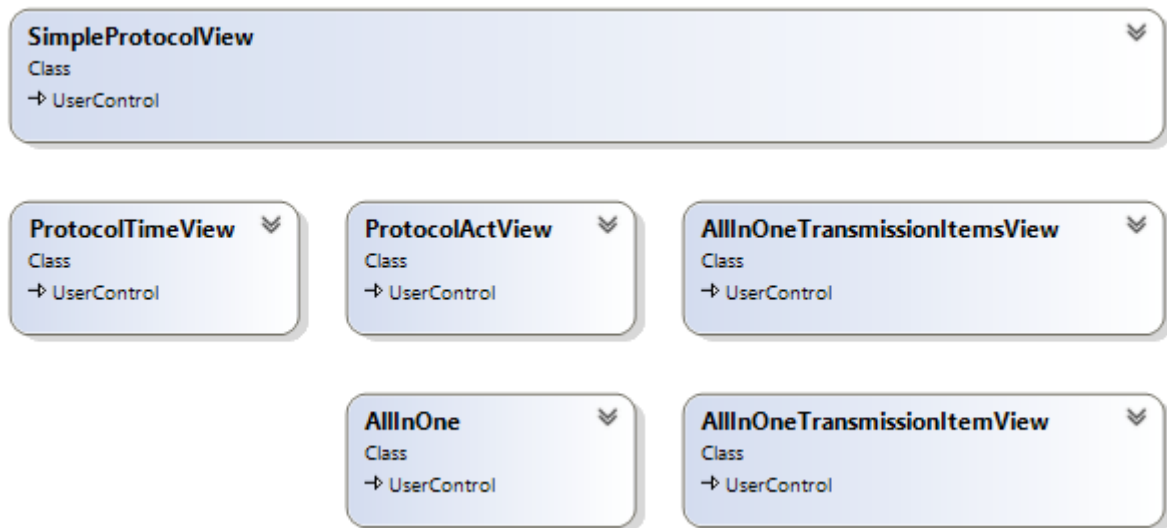 SimpleProtocolView
Class
UserControl
ProtocolTimeView
Class
UserControl
ProtocolActView
Class
UserControl
AllInOneTransmissionItemsView
Class
UserControl
AllInOne
Class
UserControl
AllInOneTransmissionItemView
Class
UserControl